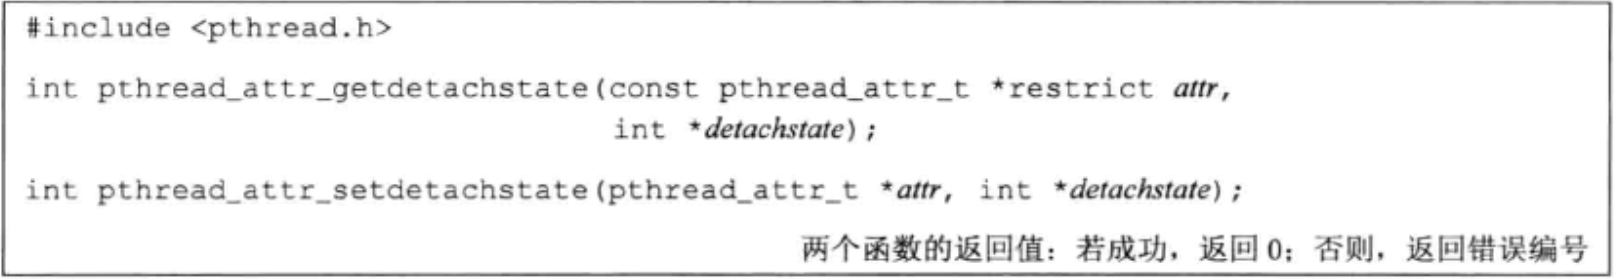 #include <pthread.h>
int pthread_attr_getdetachstate(const pthread_attr_t *restrict attr,
int *detachstate);
int pthread_attr_setdetachstate(pthread_attr_t *attr, int *detachstate);
两个函数的返回值：若成功，返回 0；否则，返回错误编号